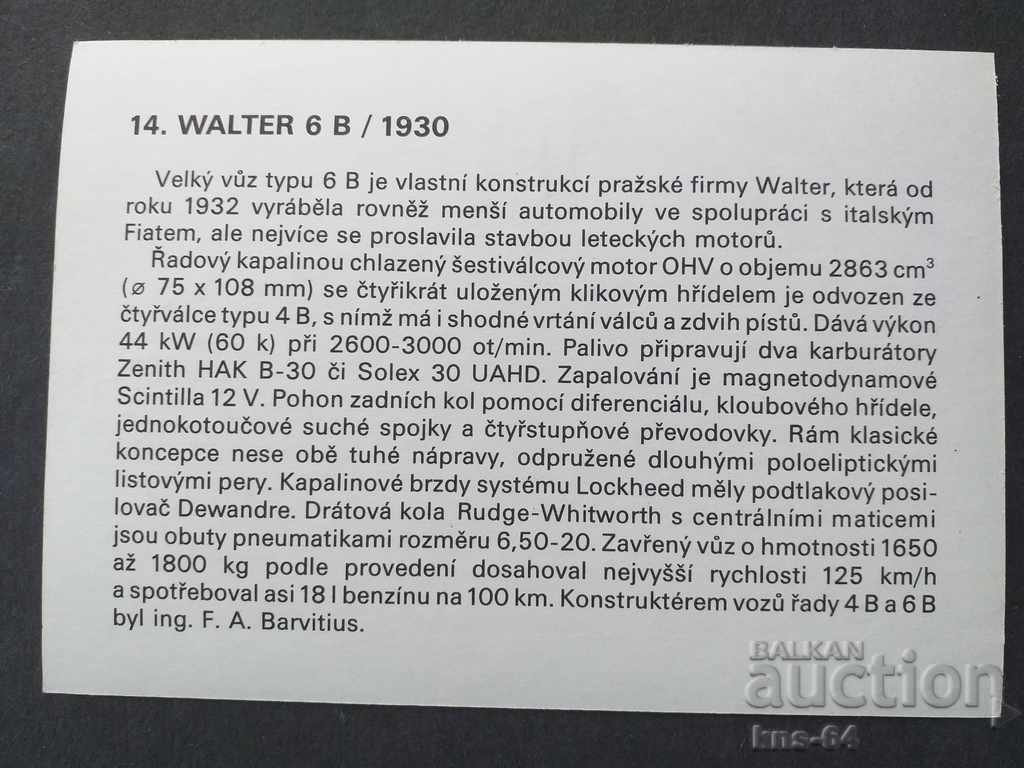 14. WALTER 6 B / 1930
Velký vůz typu 6 B je vlastní konstrukcí pražské firmy Walter, která od
roku 1932 vyráběla rovněž menší automobily ve spolupráci s italským
Fiatem, ale nejvíce se proslavila stavbou leteckých motorů.
Řadový kapalinou chlazený šestiválcový motor OHV o objemu 2863 cm³
(ø 75 x 108 mm) se čtyřikrát uloženým klikovým hřídelem je odvozen ze
čtyřválce typu 4 B, s nímž má i shodné vrtání válců a zdvih pístů. Dává výkon
44 kW (60 k) při 2600-3000 ot/min. Palivo připravují dva karburátory
Zenith HAK B-30 či Solex 30 UAHD. Zapalování je magnetodynamové
Scintilla 12 V. Pohon zadních kol pomocí diferenciálu, kloubového hřídele,
jednokotoučové suché spojky a čtyřstupňové převodovky. Rám klasické
koncepce nese obě tuhé nápravy, odpružené dlouhými poloeliptickými
listovými pery. Kapalinové brzdy systému Lockheed měly podtlakový posi-
lovač Dewandre. Drátová kola Rudge-Whitworth s centrálními maticemi
jsou obuty pneumatikami rozměru 6,50-20. Zavřený vůz o hmotnosti 1650
až 1800 kg podle provedení dosahoval nejvyšší rychlosti 125 km/h
a spotřeboval asi 18 l benzínu na 100 km. Konstruktérem vozů řady 4 B a 6 B
byl ing. F. A. Barvitius.
BALKAN
auction
kns-64